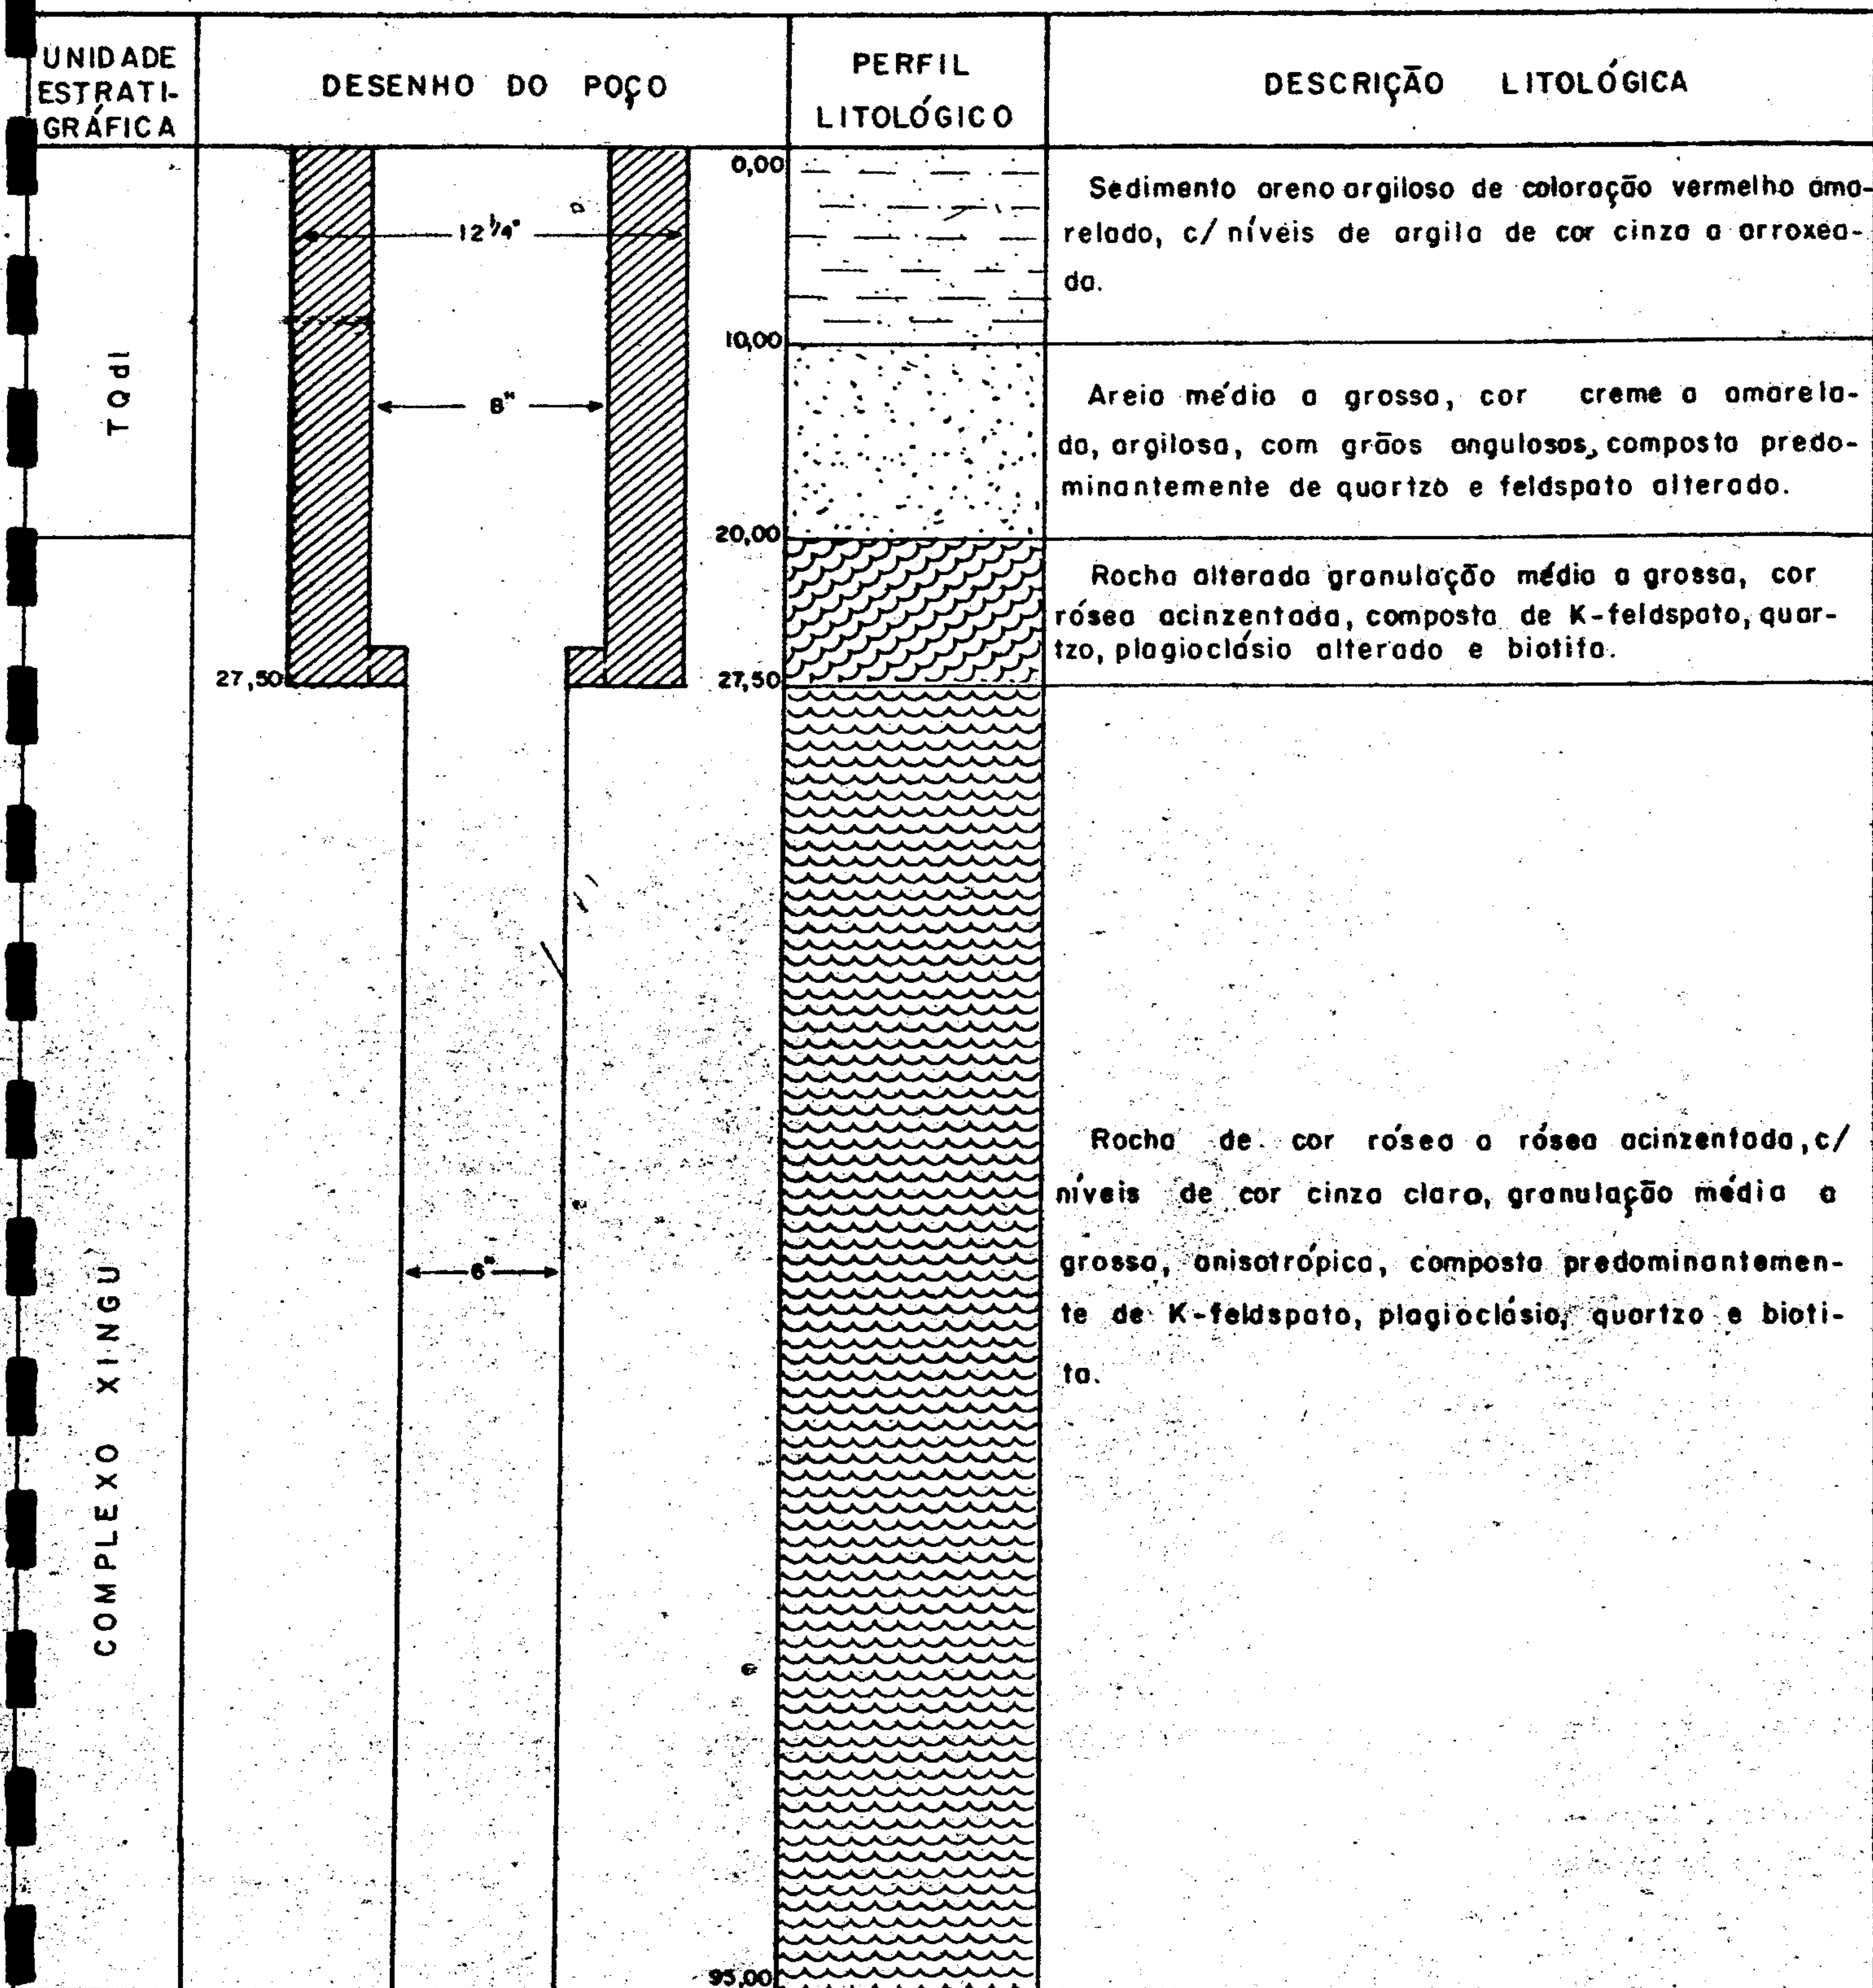 UNIDADE
ESTRATI-
GRÁFICA
DESENHO DO POÇO
PERFIL
LITOLÓGICO
DESCRIÇÃO LITOLÓGICA
TQdl
COMPLEXO XINGU
12 1/4"
8"
27,50
6"
0,00
10,00
20,00
27,50
95,00
Sedimento areno argiloso de coloração vermelho ama-
relado, c/ níveis de argila de cor cinza a arroxea-
da.
Areia média a grossa, cor creme a amarela-
da, argilosa, com grãos angulosos, composta predo-
minantemente de quartzo e feldspato alterado.
Rocha alterada granulação média a grossa, cor
rósea acinzentada, composta de K-feldspato, quar-
tzo, plagioclásio alterado e biotita.
Rocha de cor rósea a rósea acinzentada, c/
níveis de cor cinza clara, granulação média a
grossa, anisotrópica, composta predominantemen-
te de K-feldspato, plagioclásio, quartzo e bioti-
ta.